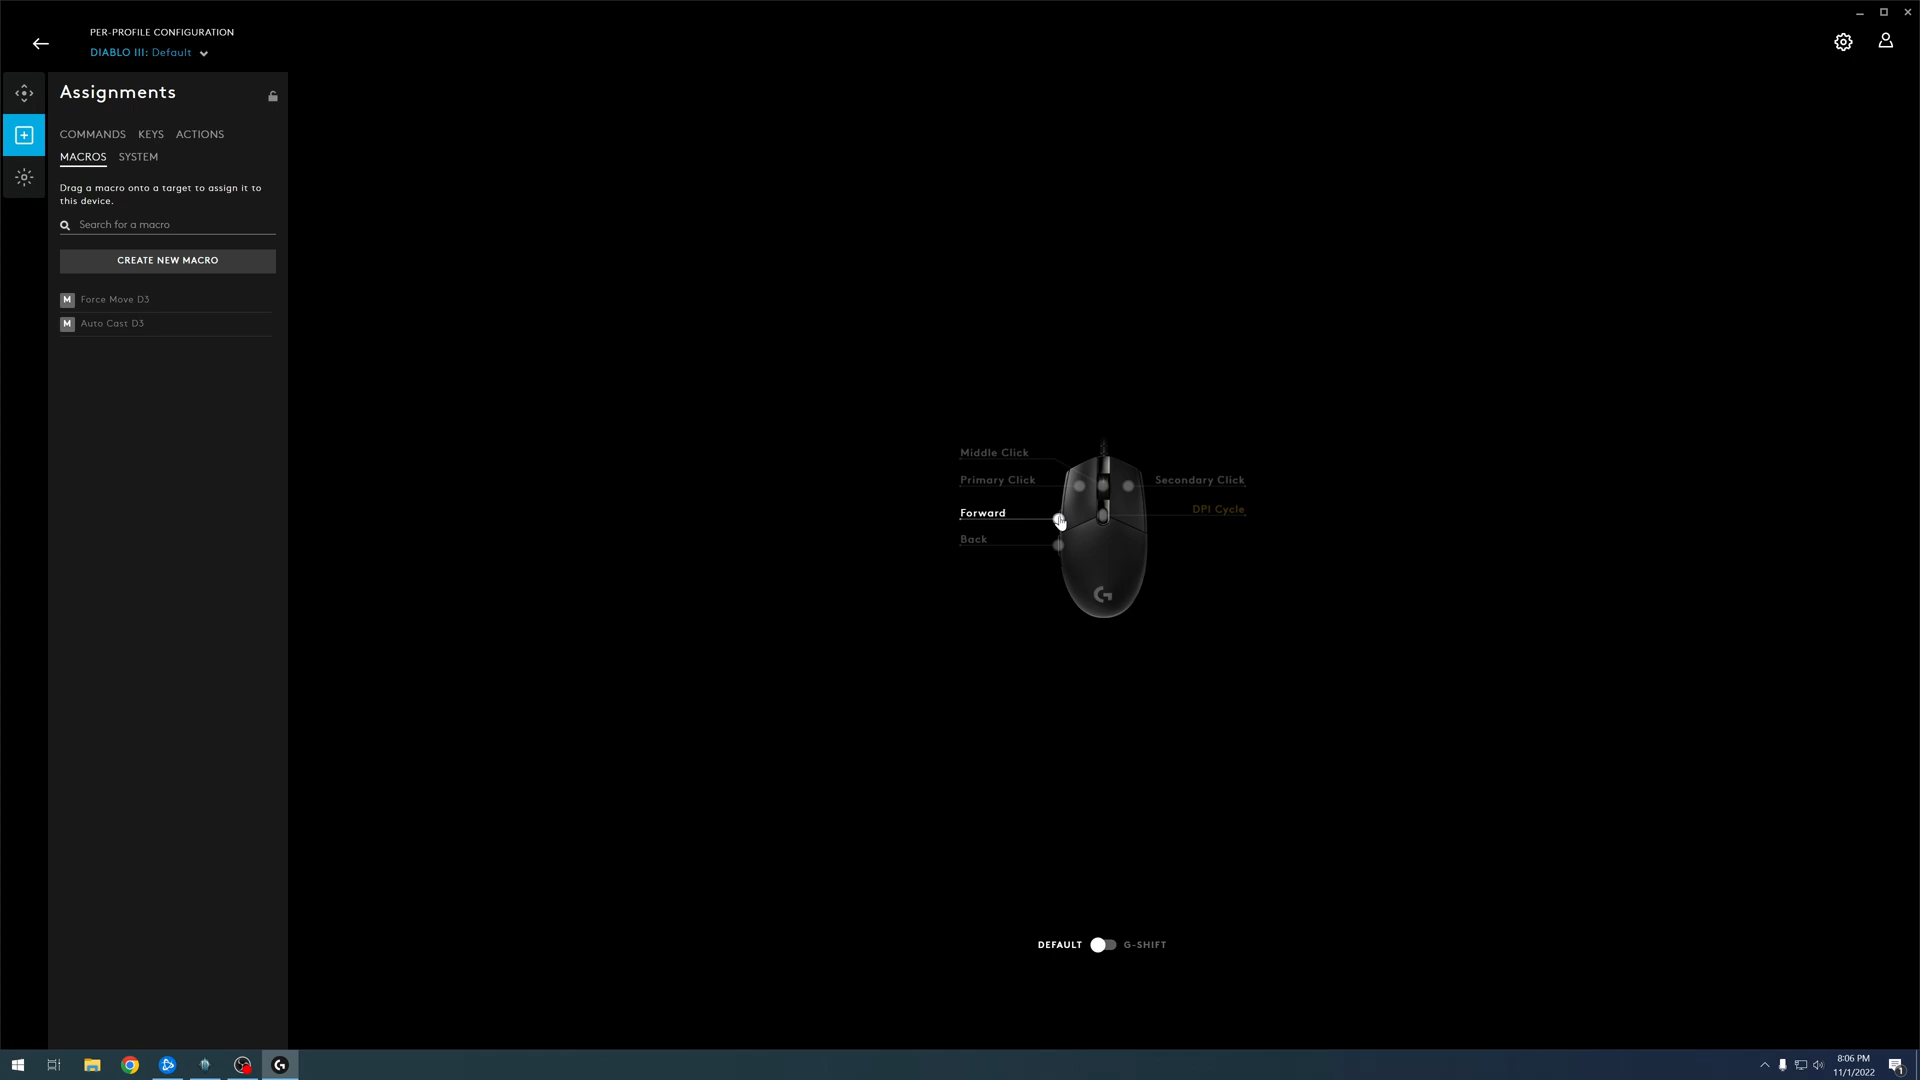 PER-PROFILE CONFIGURATION
DIABLO III: Default
Assignments
COMMANDS KEYS ACTIONS
MACROS SYSTEM
Drag a macro onto a target to assign it to
this device.
Search for a macro
CREATE NEW MACRO
M Force Move D3
M Auto Cast D3
Middle Click
Primary Click
Secondary Click
Forward
DPI Cycle
Back
DEFAULT G-SHIFT
8:06 PM
11/1/2022
1